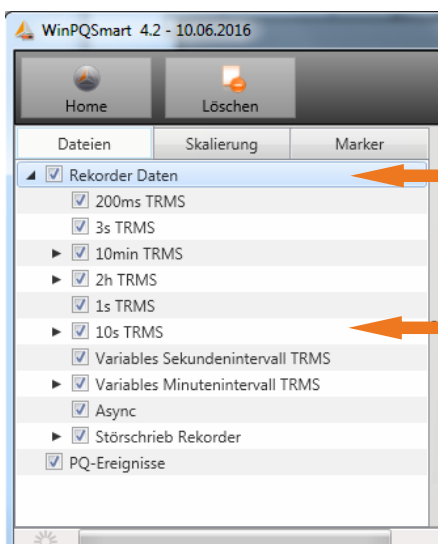 WinPQSmart 4.2 - 10.06.2016
Home Löschen
Dateien Skalierung Marker
Rekorder Daten
200ms TRMS
3s TRMS
10min TRMS
2h TRMS
1s TRMS
10s TRMS
Variables Sekundenintervall TRMS
Variables Minutenintervall TRMS
Async
Störschrieb Rekorder
PQ-Ereignisse